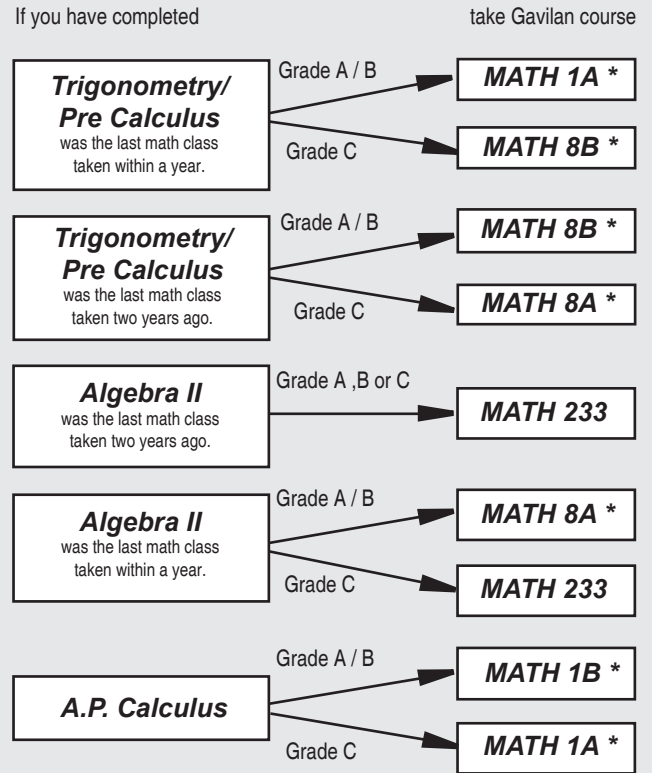 If you have completed
take Gavilan course
Trigonometry/
Pre Calculus
was the last math class
taken within a year.
Grade A / B
MATH 1A *
Grade C
MATH 8B *
Trigonometry/
Pre Calculus
was the last math class
taken two years ago.
Grade A / B
MATH 8B *
Grade C
MATH 8A *
Algebra II
was the last math class
taken two years ago.
Grade A ,B or C
MATH 233
Algebra II
was the last math class
taken within a year.
Grade A / B
MATH 8A *
Grade C
MATH 233
A.P. Calculus
Grade A / B
MATH 1B *
Grade C
MATH 1A *